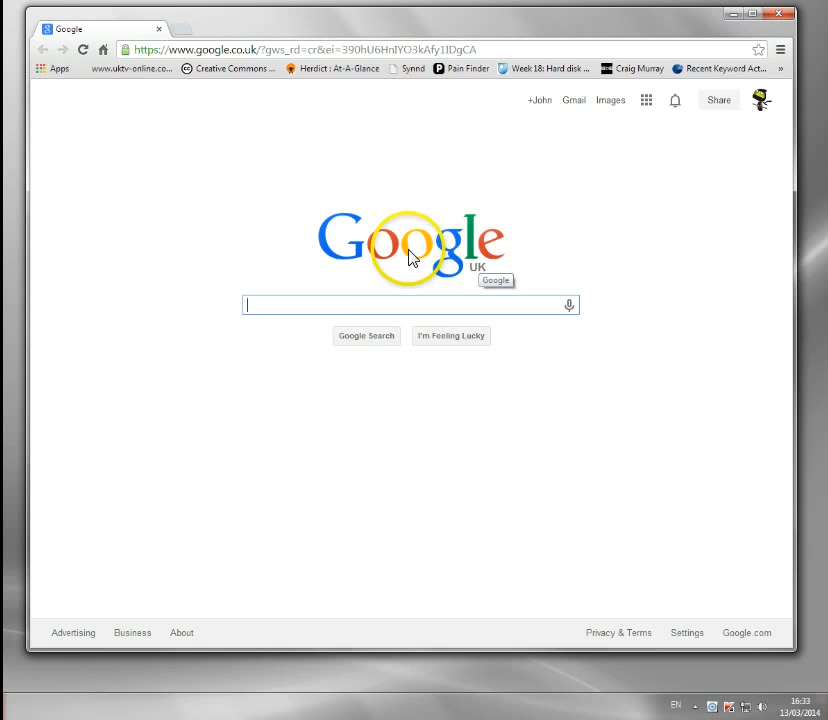 Google
https://www.google.co.uk/?gws_rd=cr&ei=390hU6HnIYO3kAfy1IDgCA
Apps www.uktv-online.co... Creative Commons ... Herdict : At-A-Glance Synnd Pain Finder Week 18: Hard disk ... Craig Murray Recent Keyword Act... »
+John Gmail Images Share
Google
UK
Google
Google Search I'm Feeling Lucky
Advertising Business About Privacy & Terms Settings Google.com
EN 16:33
13/03/2014